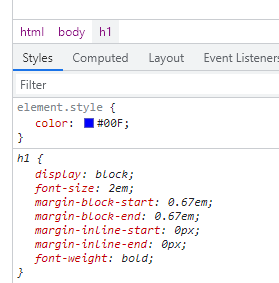 html body h1
Styles Computed Layout Event Listeners
Filter
element.style {
color: #00F;
}
h1 {
display: block;
font-size: 2em;
margin-block-start: 0.67em;
margin-block-end: 0.67em;
margin-inline-start: 0px;
margin-inline-end: 0px;
font-weight: bold;
}